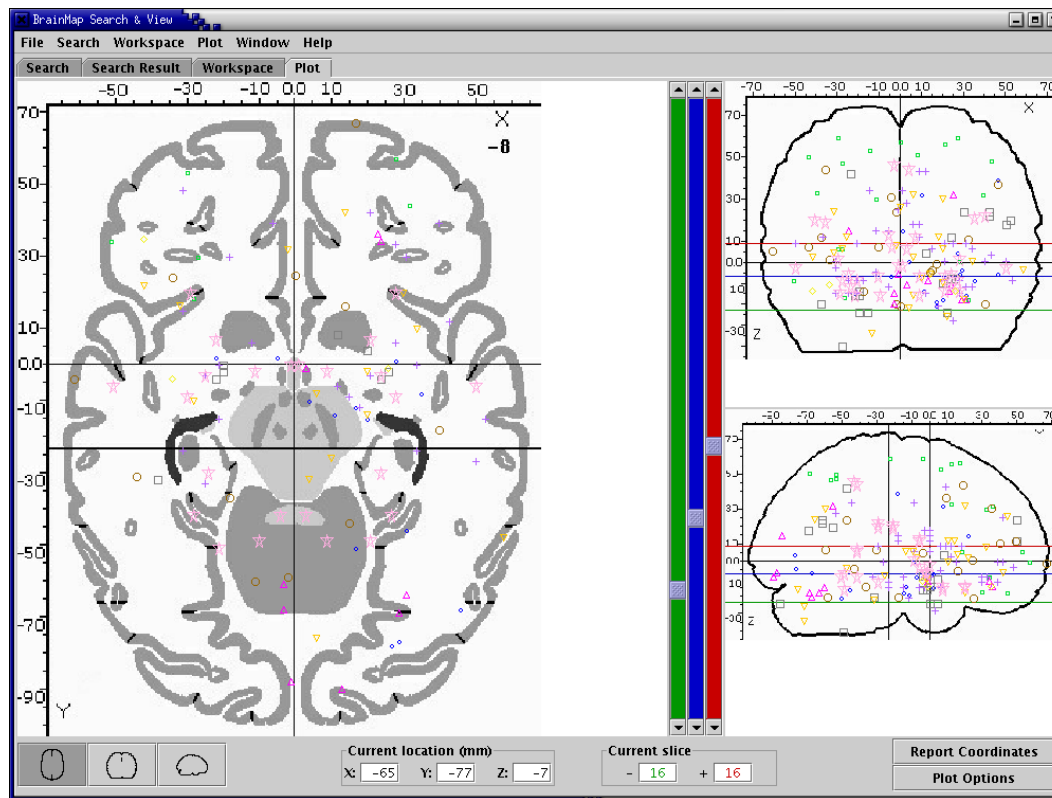 BrainMap Search & View
File Search Workspace Plot Window Help
Search Search Result Workspace Plot
-50 -30 -10 0.0 10 30 50
70
50
30
10
0.0
-10
-30
-50
-70
-90
X
-8
Y
-70 -50 -30 0.0 10 30 50 70
70
50
30
10
0.0
10
-30
X
Z
-90 -70 -50 -30 0.0 10 30 50 70
Z
Current location (mm)
X: -65 Y: -77 Z: -7
Current slice
- 16 + 16
Report Coordinates
Plot Options